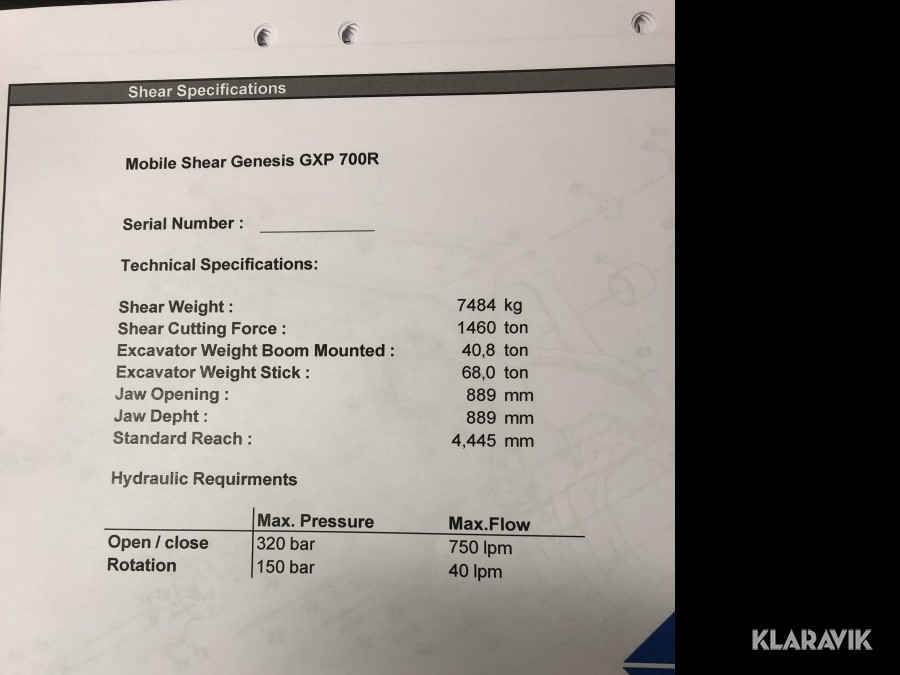 Shear Specifications
Mobile Shear Genesis GXP 700R
Serial Number :
Technical Specifications:
Shear Weight : 7484 kg
Shear Cutting Force : 1460 ton
Excavator Weight Boom Mounted : 40,8 ton
Excavator Weight Stick : 68,0 ton
Jaw Opening : 889 mm
Jaw Depht : 889 mm
Standard Reach : 4,445 mm
Hydraulic Requirments
Max. Pressure Max.Flow
Open / close 320 bar 750 lpm
Rotation 150 bar 40 lpm
KLARAVIK